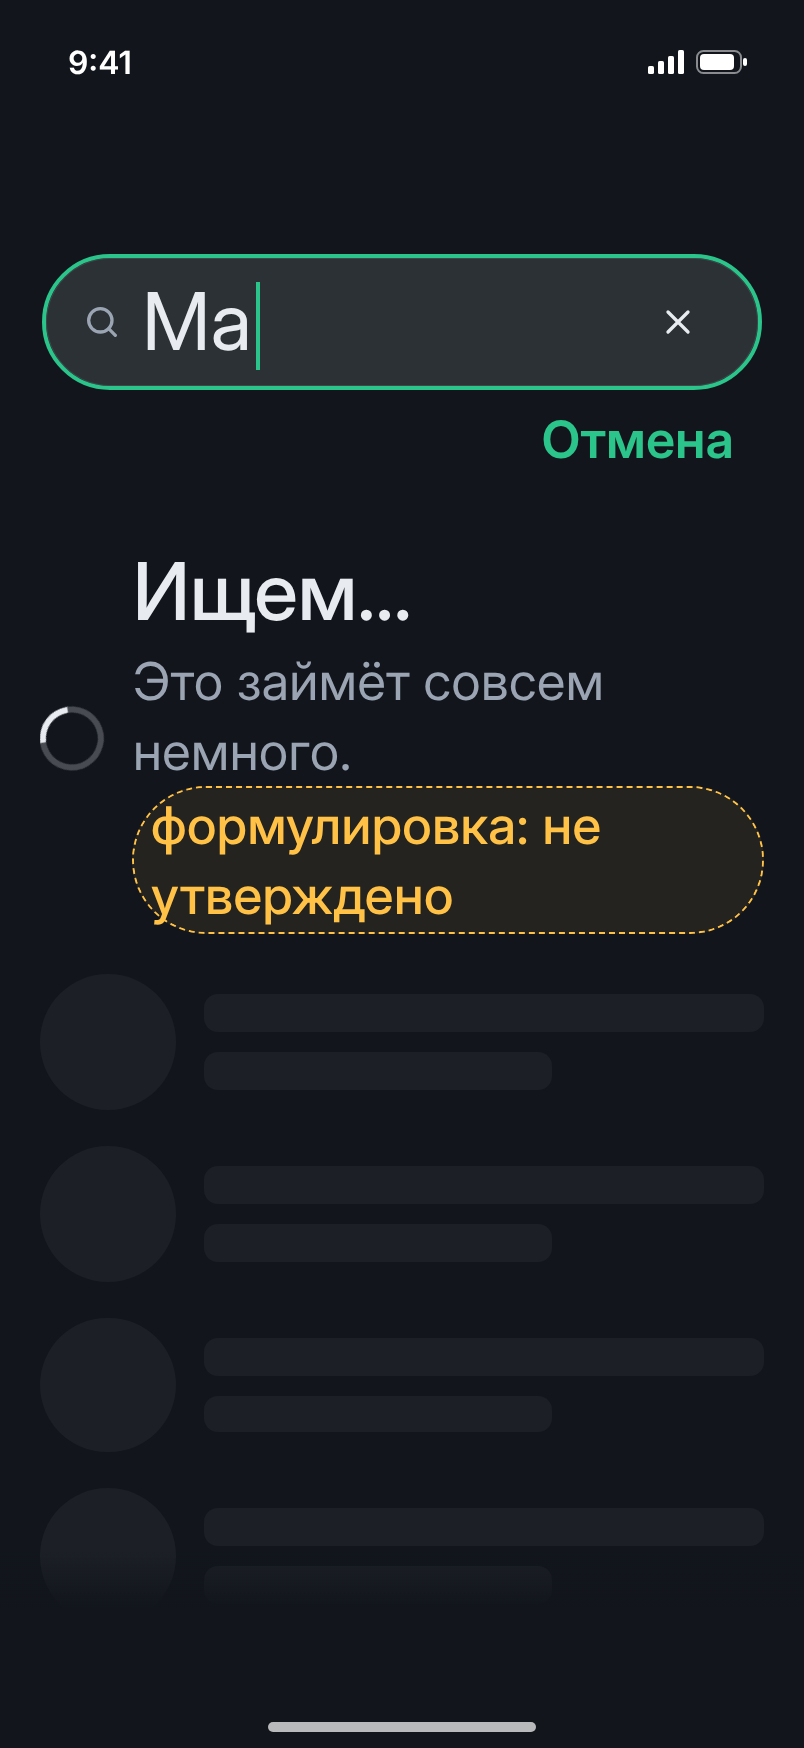 9:41
Ма
Отмена
Ищем...
Это займёт совсем
немного.
формулировка: не
утверждено